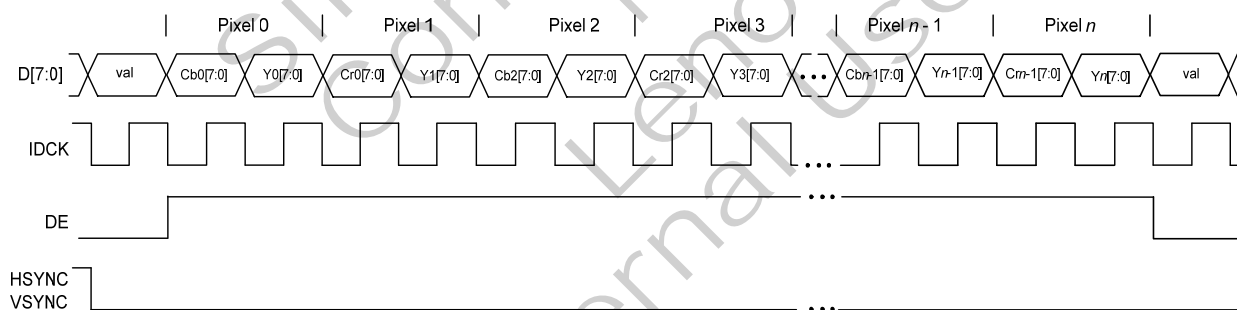 Pixel 0 Pixel 1 Pixel 2 Pixel 3 Pixel n - 1 Pixel n
D[7:0] val Cb0[7:0] Y0[7:0] Cr0[7:0] Y1[7:0] Cb2[7:0] Y2[7:0] Cr2[7:0] Y3[7:0] ... Cbn-1[7:0] Yn-1[7:0] Crn-1[7:0] Yn[7:0] val
IDCK ...
DE ...
HSYNC
VSYNC ...